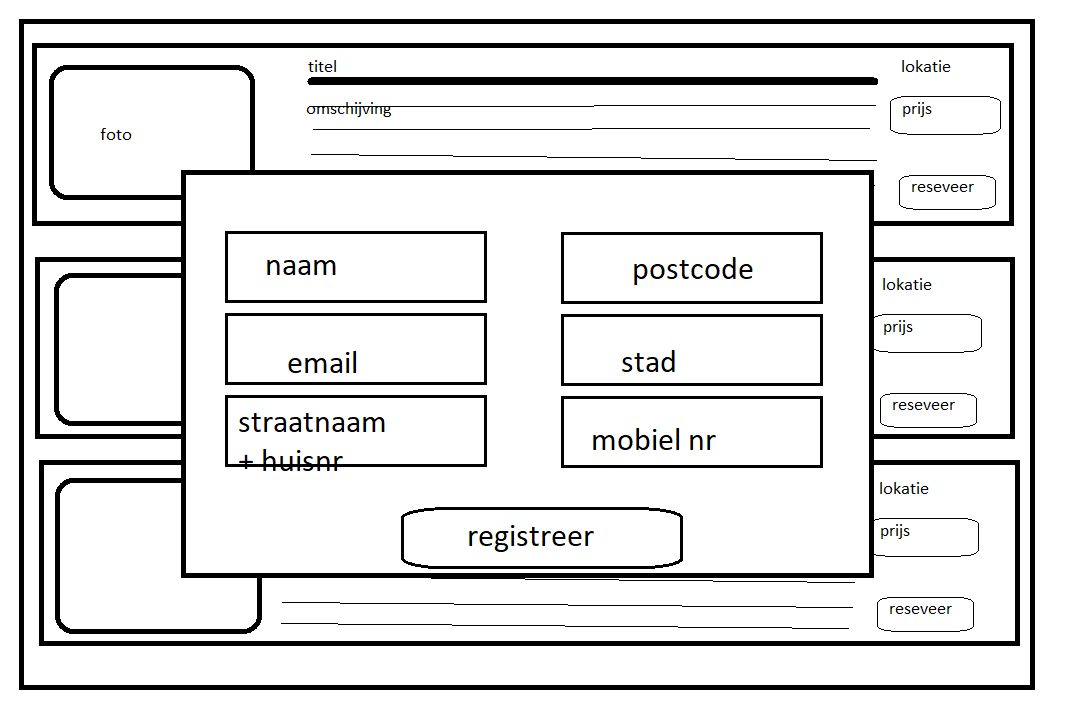 titel
lokatie
omschijving
prijs
foto
reseveer
naam
postcode
email
stad
straatnaam
+ huisnr
mobiel nr
registreer
lokatie
prijs
reseveer
lokatie
prijs
reseveer